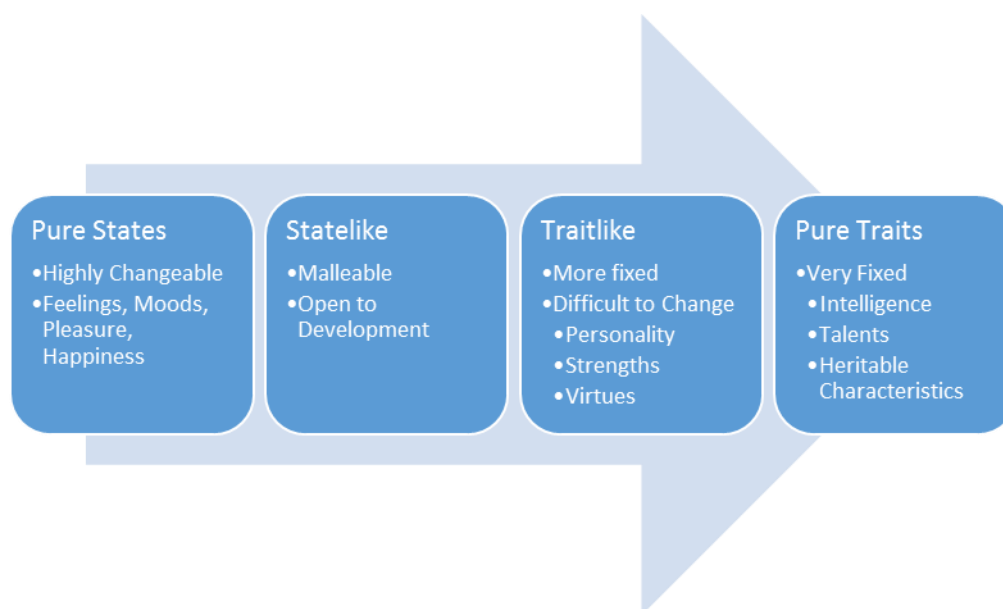 Pure States
•Highly Changeable
•Feelings, Moods,
Pleasure,
Happiness
Statelike
•Malleable
•Open to
Development
Traitlike
•More fixed
•Difficult to Change
•Personality
•Strengths
•Virtues
Pure Traits
•Very Fixed
•Intelligence
•Talents
•Heritable
Characteristics